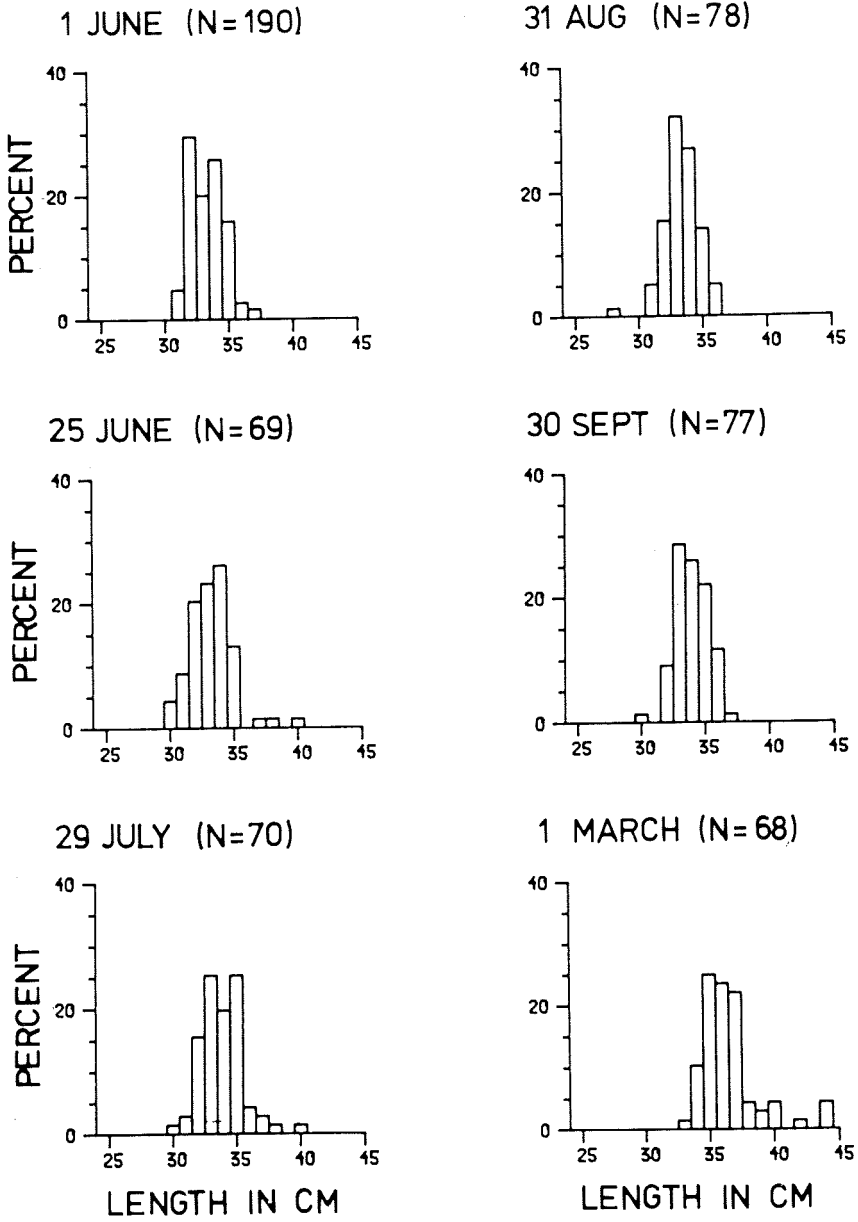 1 JUNE (N=190)
40
20
0
25 30 35 40 45
PERCENT
31 AUG (N=78)
40
20
0
25 30 35 40 45
25 JUNE (N=69)
40
20
0
25 30 35 40 45
PERCENT
30 SEPT (N=77)
40
20
0
25 30 35 40 45
29 JULY (N=70)
40
20
0
25 30 35 40 45
PERCENT
LENGTH IN CM
1 MARCH (N=68)
40
20
0
25 30 35 40 45
LENGTH IN CM